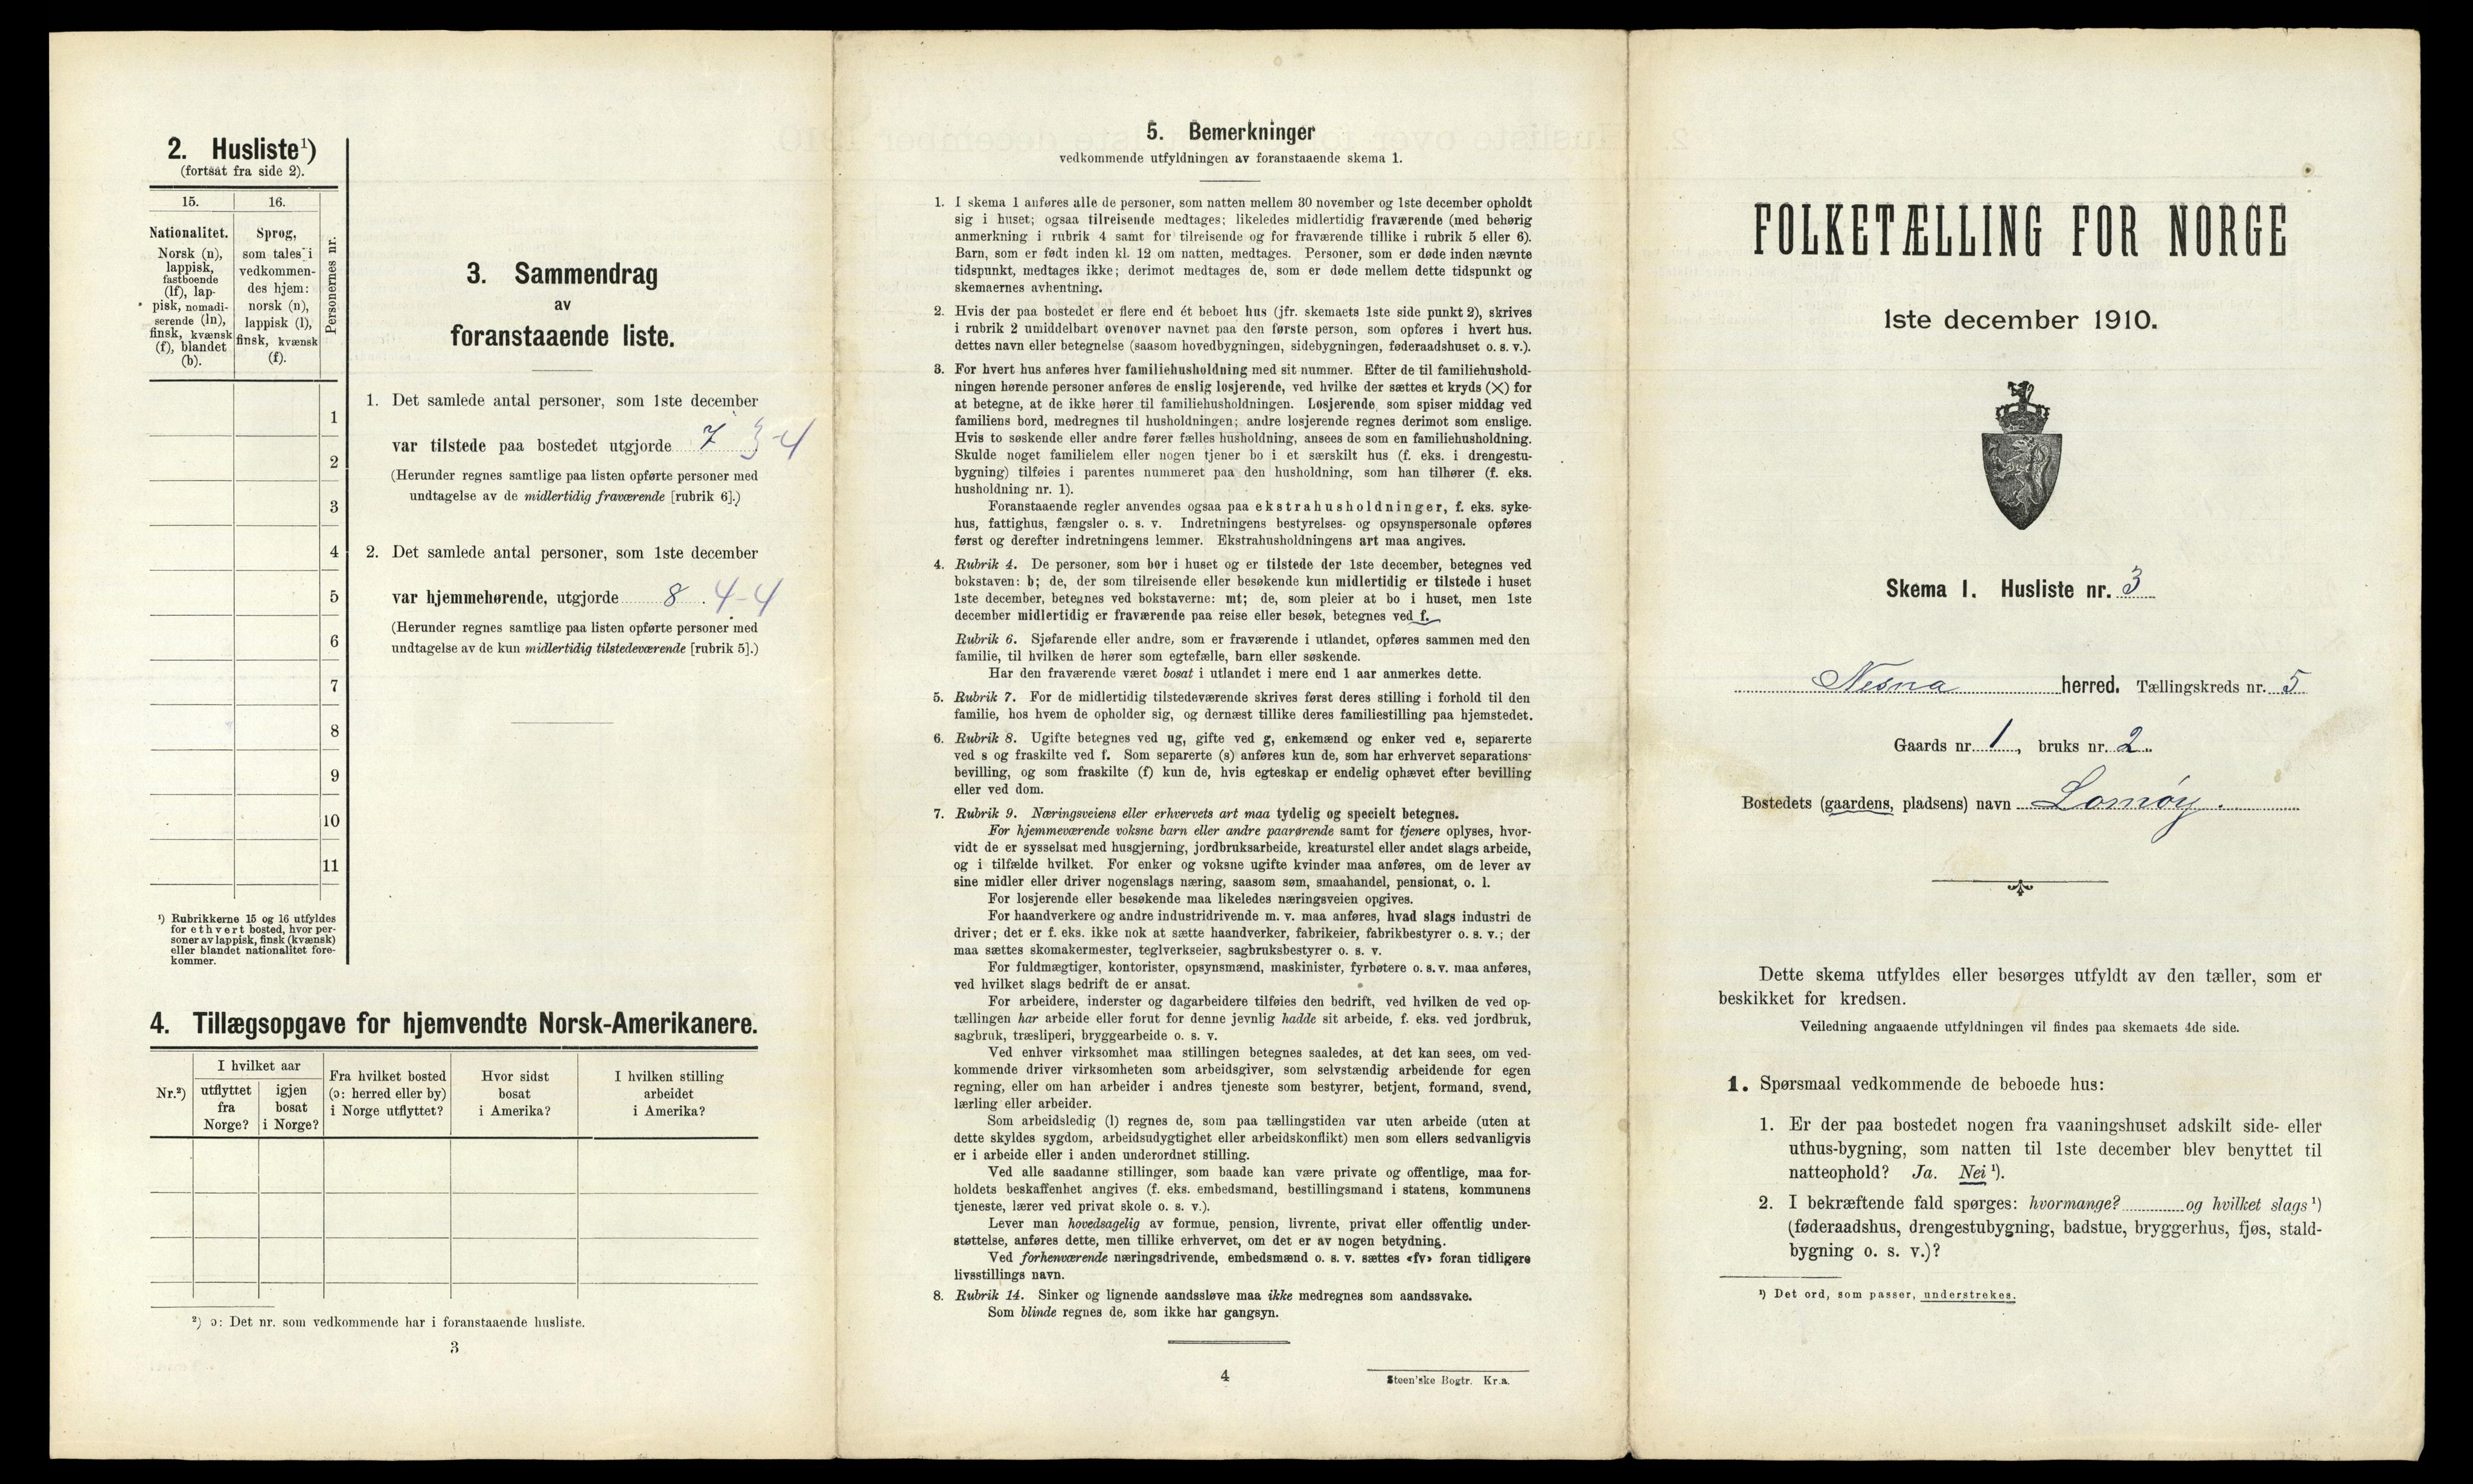 2. Husliste¹)
(fortsat fra side 2).
15.
16.
Personernes nr.
Nationalitet.
Norsk (n),
lappisk,
fastboende
(lf), lap-
pisk, nomadi-
serende (ln),
finsk, kvænsk
(f), blandet
(b).
Sprog,
som tales i
vedkommen-
des hjem:
norsk (n),
lappisk (l),
finsk, kvænsk
(f).
1
2
3
4
5
6
7
8
9
10
11
¹) Rubrikkerne 15 og 16 utfyldes
for ethvert bosted, hvor per-
soner av lappisk, finsk (kvænsk)
eller blandet nationalitet fore-
kommer.
3. Sammendrag
av
foranstaaende liste.
1. Det samlede antal personer, som 1ste december
var tilstede paa bostedet utgjorde 7 3-4
(Herunder regnes samtlige paa listen opførte personer med
undtagelse av de midlertidig fraværende [rubrik 6].)
2. Det samlede antal personer, som 1ste december
var hjemmehørende, utgjorde 8 4-4
(Herunder regnes samtlige paa listen opførte personer med
undtagelse av de kun midlertidig tilstedeværende [rubrik 5].)
4. Tillægsopgave for hjemvendte Norsk-Amerikanere.
Nr.²)
I hvilket aar
utflyttet
fra
Norge?
igjen
bosat
i Norge?
Fra hvilket bosted
(ɔ: herred eller by)
i Norge utflyttet?
Hvor sidst
bosat
i Amerika?
I hvilken stilling
arbeidet
i Amerika?
²) ɔ: Det nr. som vedkommende har i foranstaaende husliste.
3
5. Bemerkninger
vedkommende utfyldningen av foranstaaende skema 1.
1. I skema 1 anføres alle de personer, som natten mellem 30 november og 1ste december opholdt
sig i huset; ogsaa tilreisende medtages; likeledes midlertidig fraværende (med behørig
anmerkning i rubrik 4 samt for tilreisende og for fraværende tillike i rubrik 5 eller 6).
Barn, som er født inden kl. 12 om natten, medtages. Personer, som er døde inden nævnte
tidspunkt, medtages ikke; derimot medtages de, som er døde mellem dette tidspunkt og
skemaernes avhentning.
2. Hvis der paa bostedet er flere end ét beboet hus (jfr. skemaets 1ste side punkt 2), skrives
i rubrik 2 umiddelbart ovenover navnet paa den første person, som opføres i hvert hus.
dettes navn eller betegnelse (saasom hovedbygningen, sidebygningen, føderaadshuset o. s. v.).
3. For hvert hus anføres hver familiehusholdning med sit nummer. Efter de til familiehushold-
ningen hørende personer anføres de enslig losjerende, ved hvilke der sættes et kryds (×) for
at betegne, at de ikke hører til familiehusholdningen. Losjerende som spiser middag ved
familiens bord, medregnes til husholdningen; andre losjerende regnes derimot som enslige.
Hvis to søskende eller andre fører fælles husholdning, ansees de som en familiehusholdning.
Skulde noget familielem eller nogen tjener bo i et særskilt hus (f. eks. i drengestu-
bygning) tilføies i parentes nummeret paa den husholdning, som han tilhører (f. eks.
husholdning nr. 1).
Foranstaaende regler anvendes ogsaa paa ekstrahusholdninger, f. eks. syke-
hus, fattighus, fængsler o. s. v. Indretningens bestyrelses- og opsynspersonale opføres
først og derefter indretningens lemmer. Ekstrahusholdningens art maa angives.
4. Rubrik 4. De personer, som bor i huset og er tilstede der 1ste december, betegnes ved
bokstaven: b; de, der som tilreisende eller besøkende kun midlertidig er tilstede i huset
1ste december, betegnes ved bokstaverne: mt; de, som pleier at bo i huset, men 1ste
december midlertidig er fraværende paa reise eller besøk, betegnes ved f.
Rubrik 6. Sjøfarende eller andre, som er fraværende i utlandet, opføres sammen med den
familie, til hvilken de hører som egtefælle, barn eller søskende.
Har den fraværende været bosat i utlandet i mere end 1 aar anmerkes dette.
5. Rubrik 7. For de midlertidig tilstedeværende skrives først deres stilling i forhold til den
familie, hos hvem de opholder sig, og dernæst tillike deres familiestilling paa hjemstedet.
6. Rubrik 8. Ugifte betegnes ved ug, gifte ved g, enkemænd og enker ved e, separerte
ved s og fraskilte ved f. Som separerte (s) anføres kun de, som har erhvervet separations-
bevilling, og som fraskilte (f) kun de, hvis egteskap er endelig ophævet efter bevilling
eller ved dom.
7. Rubrik 9. Næringsveiens eller erhvervets art maa tydelig og specielt betegnes.
For hjemmeværende voksne barn eller andre paarørende samt for tjenere oplyses, hvor-
vidt de er sysselsat med husgjerning, jordbruksarbeide, kreaturstel eller andet slags arbeide,
og i tilfælde hvilket. For enker og voksne ugifte kvinder maa anføres, om de lever av
sine midler eller driver nogenslags næring, saasom søm, smaahandel, pensionat, o. l.
For losjerende eller besøkende maa likeledes næringsveien opgives.
For haandverkere og andre industridrivende m. v. maa anføres, hvad slags industri de
driver; det er f. eks. ikke nok at sætte haandverker, fabrikeier, fabrikbestyrer o. s. v.; der
maa sættes skomakermester, teglverkseier, sagbruksbestyrer o. s. v.
For fuldmægtiger, kontorister, opsynsmænd, maskinister, fyrbøtere o. s. v. maa anføres,
ved hvilket slags bedrift de er ansat.
For arbeidere, inderster og dagarbeidere tilføies den bedrift, ved hvilken de ved op-
tællingen har arbeide eller forut for denne jevnlig hadde sit arbeide, f. eks. ved jordbruk,
sagbruk, træsliperi, bryggearbeide o. s. v.
Ved enhver virksomhet maa stillingen betegnes saaledes, at det kan sees, om ved-
kommende driver virksomheten som arbeidsgiver, som selvstændig arbeidende for egen
regning, eller om han arbeider i andres tjeneste som bestyrer, betjent, formand, svend,
lærling eller arbeider.
Som arbeidsledig (l) regnes de, som paa tællingstiden var uten arbeide (uten at
dette skyldes sygdom, arbeidsudygtighet eller arbeidskonflikt) men som ellers sedvanligvis
er i arbeide eller i anden underordnet stilling.
Ved alle saadanne stillinger, som baade kan være private og offentlige, maa for-
holdets beskaffenhet angives (f. eks. embedsmand, bestillingsmand i statens, kommunens
tjeneste, lærer ved privat skole o. s. v.).
Lever man hovedsagelig av formue, pension, livrente, privat eller offentlig under-
støttelse, anføres dette, men tillike erhvervet, om det er av nogen betydning.
Ved forhenværende næringsdrivende, embedsmænd o. s. v. sættes «fv» foran tidligere
livsstillings navn.
8. Rubrik 14. Sinker og lignende aandssløve maa ikke medregnes som aandssvake.
Som blinde regnes de, som ikke har gangsyn.
4
Steen'ske Bogtr. Kr.a.
FOLKETÆLLING FOR NORGE
1ste december 1910.
Skema 1. Husliste nr. 3
Nesna herred. Tællingskreds nr. 5
Gaards nr. 1, bruks nr. 2
Bostedets (gaardens, pladsens) navn Lomøy.
Dette skema utfyldes eller besørges utfyldt av den tæller, som er
beskikket for kredsen.
Veiledning angaaende utfyldningen vil findes paa skemaets 4de side.
1. Spørsmaal vedkommende de beboede hus:
1. Er der paa bostedet nogen fra vaaningshuset adskilt side- eller
uthus-bygning, som natten til 1ste december blev benyttet til
natteophold? Ja. Nei ¹).
2. I bekræftende fald spørges: hvormange? og hvilket slags ¹)
(føderaadshus, drengestubygning, badstue, bryggerhus, fjøs, stald-
bygning o. s. v.)?
¹) Det ord, som passer, understrekes.